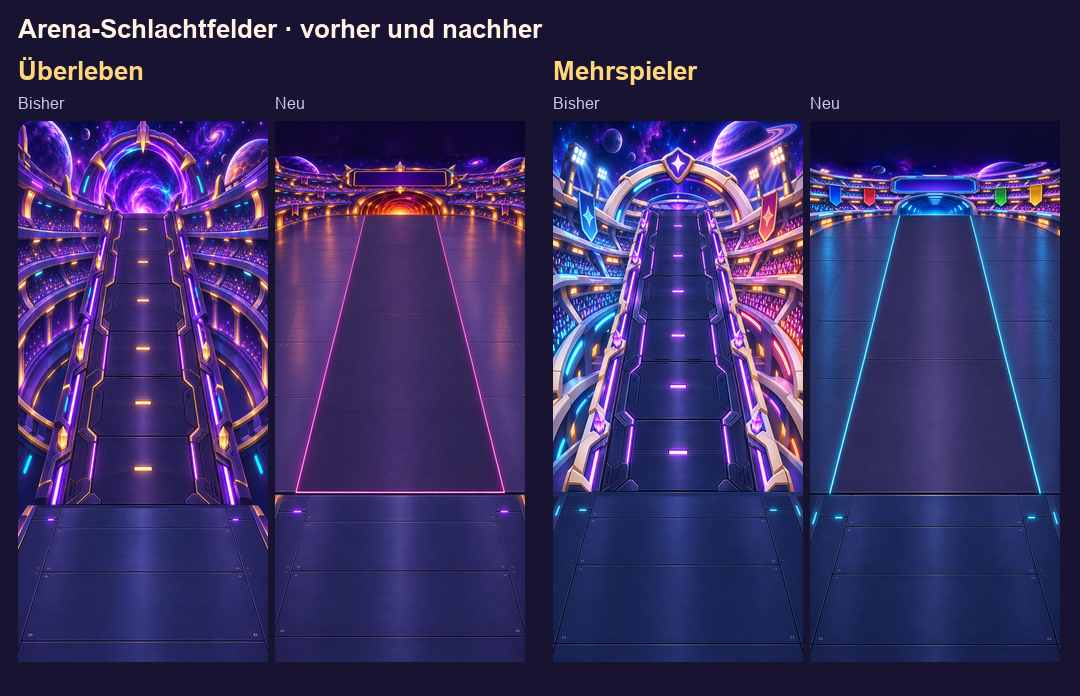 Arena-Schlachtfelder · vorher und nachher
Überleben
Mehrspieler
Bisher
Neu
Bisher
Neu